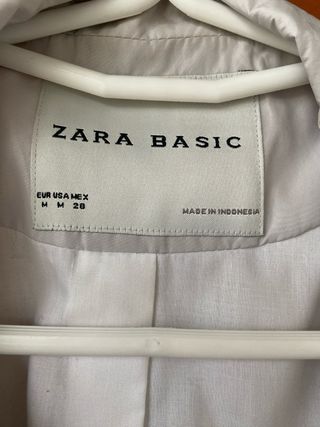 ZARA BASIC
EUR USA MEX
M M 28
MADE IN INDONESIA